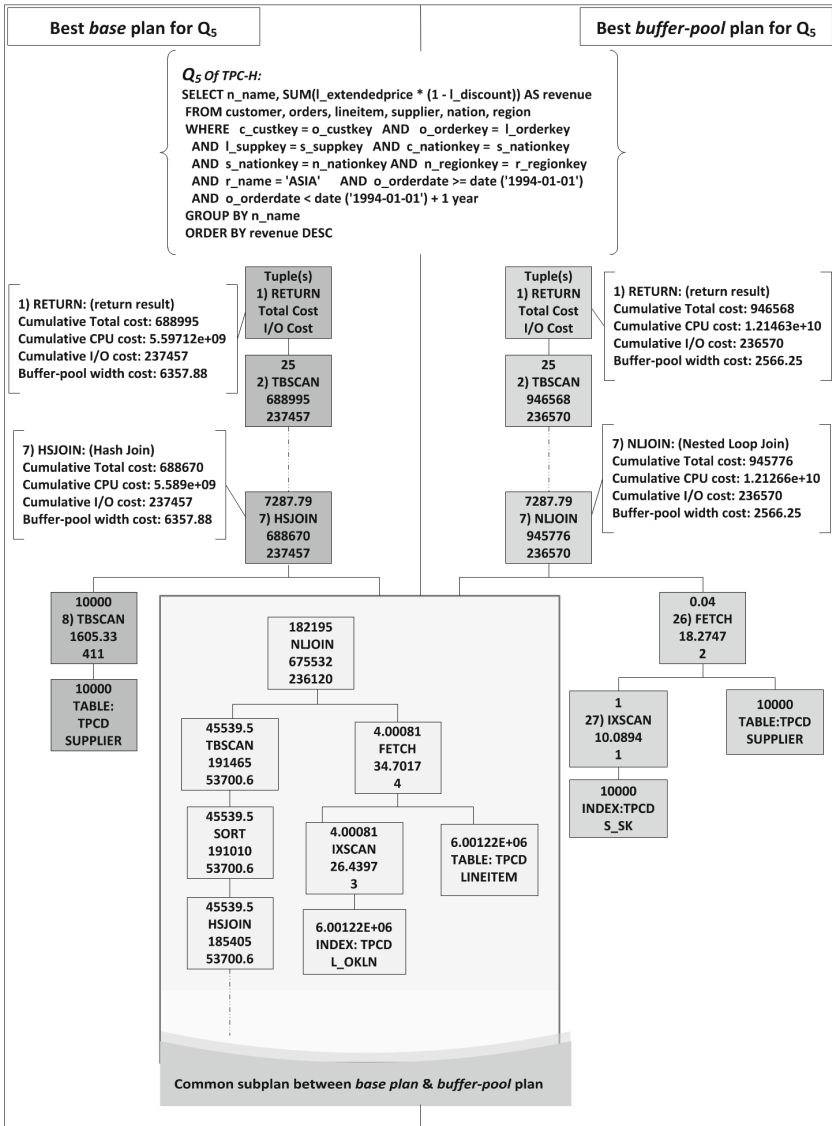 Best base plan for Q5
Best buffer-pool plan for Q5
Q5 Of TPC-H:
SELECT n_name, SUM(l_extendedprice * (1 - l_discount)) AS revenue
FROM customer, orders, lineitem, supplier, nation, region
WHERE c_custkey = o_custkey AND o_orderkey = l_orderkey
AND l_suppkey = s_suppkey AND c_nationkey = s_nationkey
AND s_nationkey = n_nationkey AND n_regionkey = r_regionkey
AND r_name = 'ASIA' AND o_orderdate >= date ('1994-01-01')
AND o_orderdate < date ('1994-01-01') + 1 year
GROUP BY n_name
ORDER BY revenue DESC
1) RETURN: (return result)
Cumulative Total cost: 688995
Cumulative CPU cost: 5.59712e+09
Cumulative I/O cost: 237457
Buffer-pool width cost: 6357.88
Tuple(s)
1) RETURN
Total Cost
I/O Cost
25
2) TBSCAN
688995
237457
7) HSJOIN: (Hash Join)
Cumulative Total cost: 688670
Cumulative CPU cost: 5.589e+09
Cumulative I/O cost: 237457
Buffer-pool width cost: 6357.88
7287.79
7) HSJOIN
688670
237457
Tuple(s)
1) RETURN
Total Cost
I/O Cost
1) RETURN: (return result)
Cumulative Total cost: 946568
Cumulative CPU cost: 1.21463e+10
Cumulative I/O cost: 236570
Buffer-pool width cost: 2566.25
25
2) TBSCAN
946568
236570
7) NLJOIN: (Nested Loop Join)
Cumulative Total cost: 945776
Cumulative CPU cost: 1.21266e+10
Cumulative I/O cost: 236570
Buffer-pool width cost: 2566.25
7287.79
7) NLJOIN
945776
236570
10000
8) TBSCAN
1605.33
411
10000
TABLE:
TPCD
SUPPLIER
182195
NLJOIN
675532
236120
45539.5
TBSCAN
191465
53700.6
45539.5
SORT
191010
53700.6
45539.5
HSJOIN
185405
53700.6
4.00081
FETCH
34.7017
4
4.00081
IXSCAN
26.4397
3
6.00122E+06
INDEX: TPCD
L_OKLN
6.00122E+06
TABLE: TPCD
LINEITEM
0.04
26) FETCH
18.2747
2
1
27) IXSCAN
10.0894
1
10000
INDEX:TPCD
S_SK
10000
TABLE:TPCD
SUPPLIER
Common subplan between base plan & buffer-pool plan